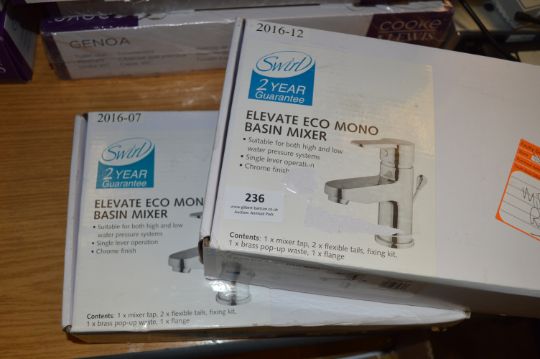 GENOA
COOKE
& LEWIS
2016-12
Swirl
2 YEAR
Guarantee
ELEVATE ECO MONO
BASIN MIXER
• Suitable for both high and low
water pressure systems
• Single lever operation
• Chrome finish
236
Contents: 1 x mixer tap, 2 x flexible tails, fixing kit,
1 x brass pop-up waste, 1 x flange
2016-07
Swirl
2 YEAR
Guarantee
ELEVATE ECO MON
BASIN MIXER
• Suitable for both high and low
water pressure systems
• Single lever operation
• Chrome finish
Contents: 1 x mixer tap, 2 x flexible tails, fixing kit,
1 x brass pop-up waste, 1 x flange